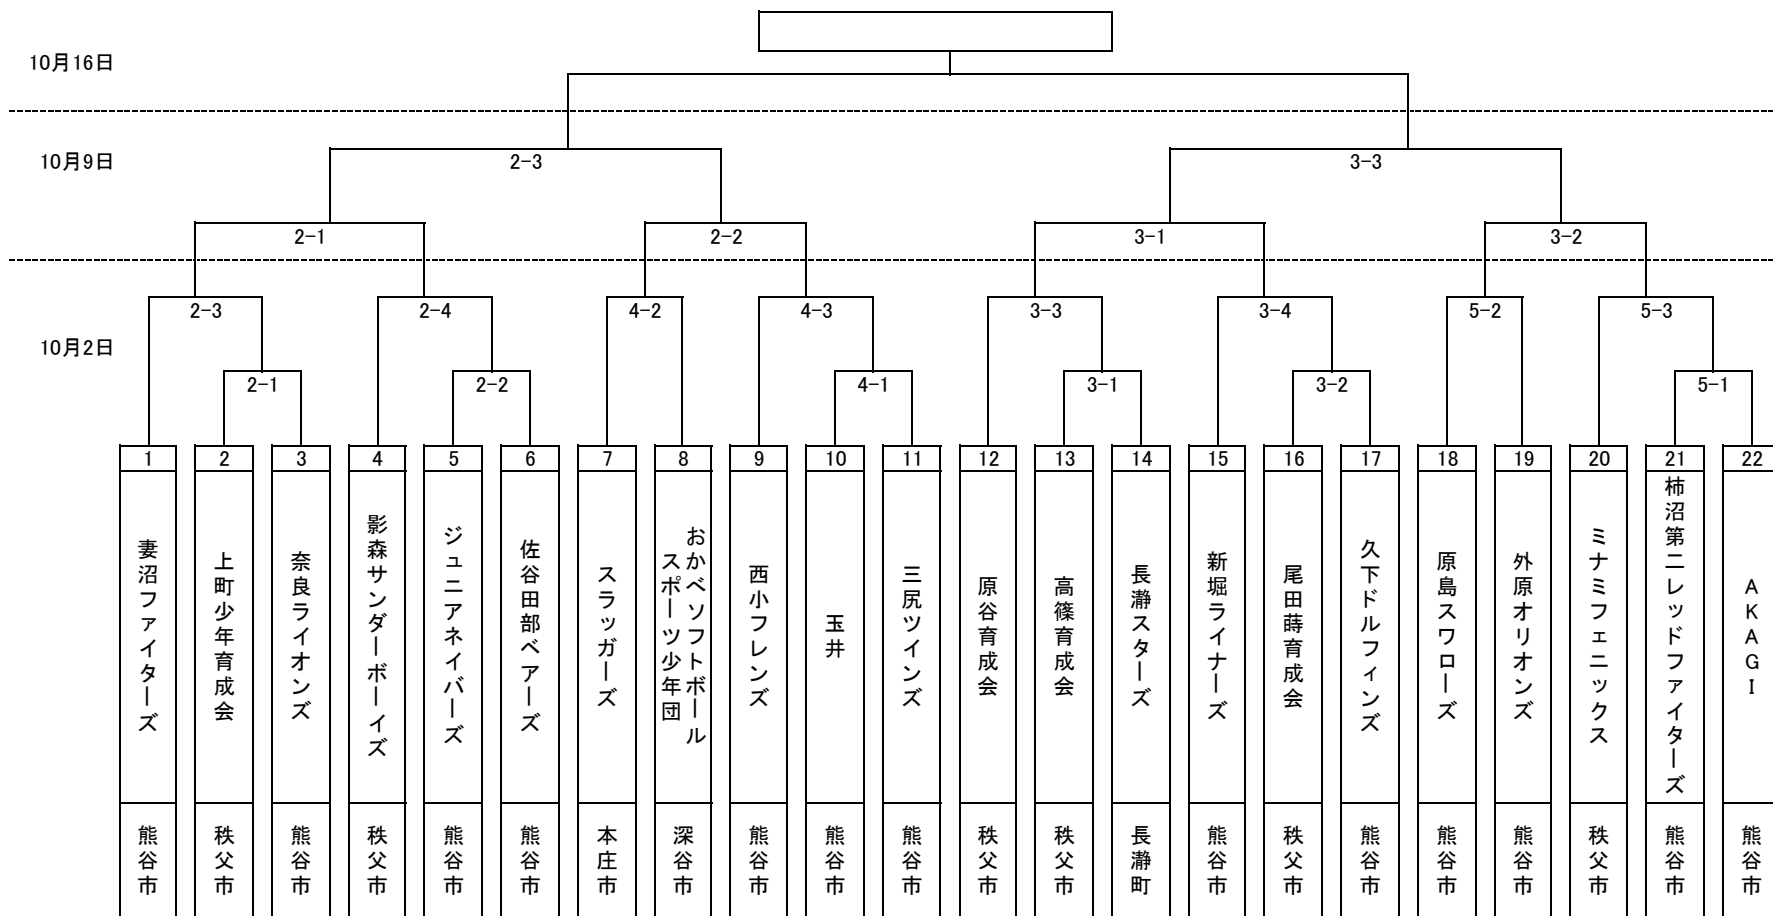 10月16日
10月9日
2-3
3-3
2-1
2-2
3-1
3-2
10月2日
2-3
2-4
4-2
4-3
3-3
3-4
5-2
5-3
2-1
2-2
4-1
3-1
3-2
5-1
1
2
3
4
5
6
7
8
9
10
11
12
13
14
15
16
17
18
19
20
21
22
妻沼ファイターズ
上町少年育成会
奈良ライオンズ
影森サンダーボーイズ
ジュニアネイバーズ
佐谷田部ベアーズ
スラッガーズ
おかべソフトボール
スポーツ少年団
西小フレンズ
玉井
三尻ツインズ
原谷育成会
高篠育成会
長瀞スターズ
新堀ライナーズ
尾田蒔育成会
久下ドルフィンズ
原島スワローズ
外原オリオンズ
ミナミフェニックス
柿沼第二レッドファイターズ
AKAGI
熊谷市
秩父市
熊谷市
秩父市
熊谷市
熊谷市
本庄市
深谷市
熊谷市
熊谷市
熊谷市
秩父市
秩父市
長瀞町
熊谷市
秩父市
熊谷市
熊谷市
熊谷市
秩父市
熊谷市
熊谷市